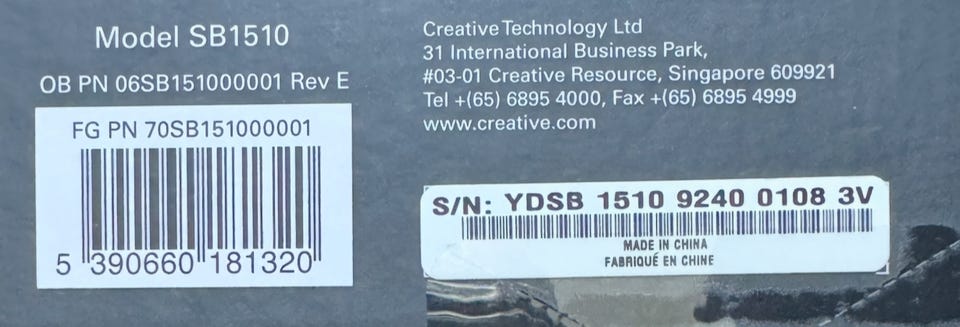 Model SB1510
OB PN 06SB151000001 Rev E
FG PN 70SB151000001
5 390660 181320
Creative Technology Ltd
31 International Business Park,
#03-01 Creative Resource, Singapore 609921
Tel +(65) 6895 4000, Fax +(65) 6895 4999
www.creative.com
S/N: YDSB 1510 9240 0108 3V
MADE IN CHINA
FABRIQUÉ EN CHINE